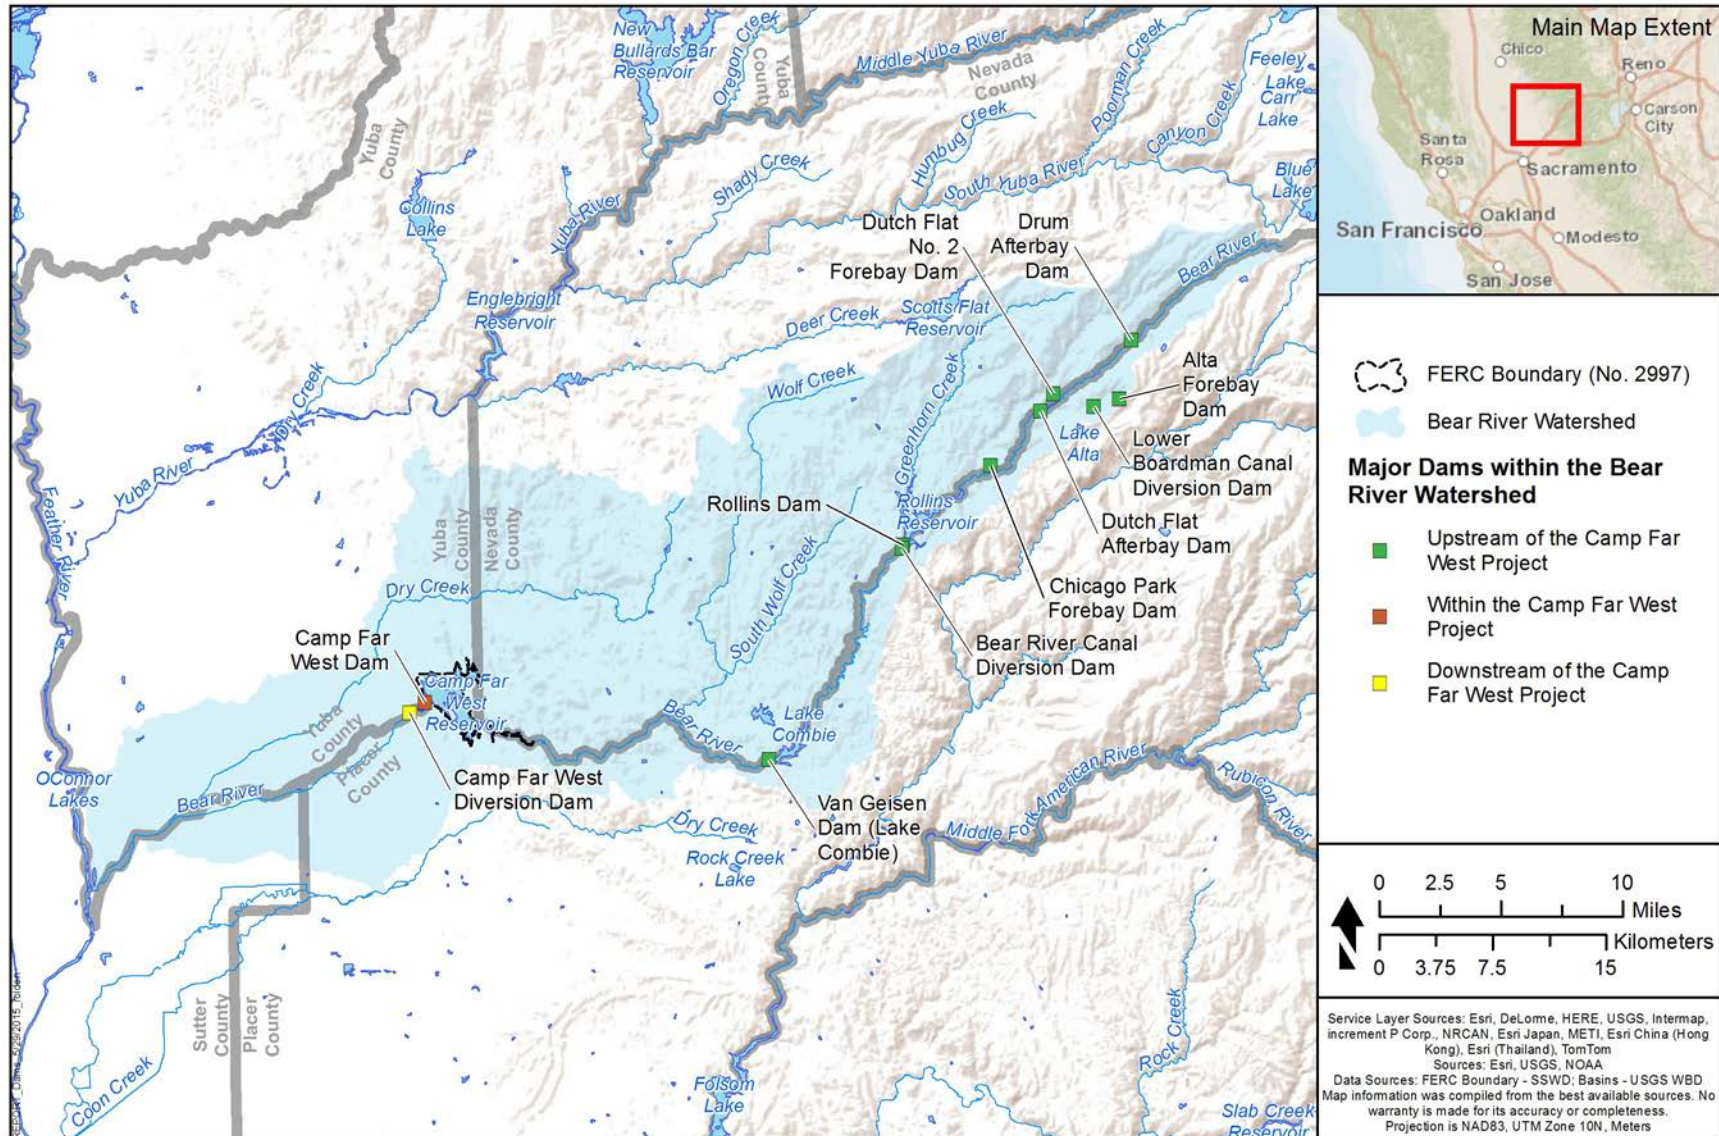 New
Bullards Bar
Reservoir
Oregon Creek
Yuba
County
Middle Yuba River
Nevada
County
Poorman Creek
Feeley
Lake
Carr
Lake
Yuba
County
Humbug Creek
Canyon Creek
Shady Creek
South Yuba River
Blue
Lake
Collins
Lake
Yuba River
Dutch Flat
No. 2
Forebay Dam
Drum
Afterbay
Dam
Bear River
Englebright
Reservoir
Deer Creek
Scotts Flat
Reservoir
Alta
Forebay
Dam
Wolf Creek
Dry Creek
Greenhorn Creek
Lake
Alta
Lower
Boardman Canal
Diversion Dam
Yuba River
Feather River
Rollins Dam
Rollins
Reservoir
Dutch Flat
Afterbay Dam
Yuba
County
Nevada
County
Dry Creek
South Wolf Creek
Chicago Park
Forebay Dam
Bear River Canal
Diversion Dam
Camp Far
West Dam
Camp Far
West
Reservoir
Yuba
County
Placer
County
Bear River
Lake
Combie
OConnor
Lakes
Bear River
Camp Far West
Diversion Dam
Van Geisen
Dam (Lake
Combie)
Dry Creek
Rock Creek
Lake
Middle Fork American River
Rubicon River
Sutter
County
Placer
County
Coon Creek
Rock Creek
Folsom
Lake
Slab Creek
Reservoir
Main Map Extent
Chico
Reno
Carson
City
Santa
Rosa
Sacramento
Oakland
San Francisco
Modesto
San Jose
FERC Boundary (No. 2997)
Bear River Watershed
Major Dams within the Bear
River Watershed
Upstream of the Camp Far
West Project
Within the Camp Far West
Project
Downstream of the Camp
Far West Project
0 2.5 5 10
Miles
Kilometers
0 3.75 7.5 15
N
Service Layer Sources: Esri, DeLorme, HERE, USGS, Intermap,
increment P Corp., NRCAN, Esri Japan, METI, Esri China (Hong
Kong), Esri (Thailand), TomTom
Sources: Esri, USGS, NOAA
Data Sources: FERC Boundary - SSWD; Basins - USGS WBD
Map information was compiled from the best available sources. No
warranty is made for its accuracy or completeness.
Projection is NAD83, UTM Zone 10N, Meters